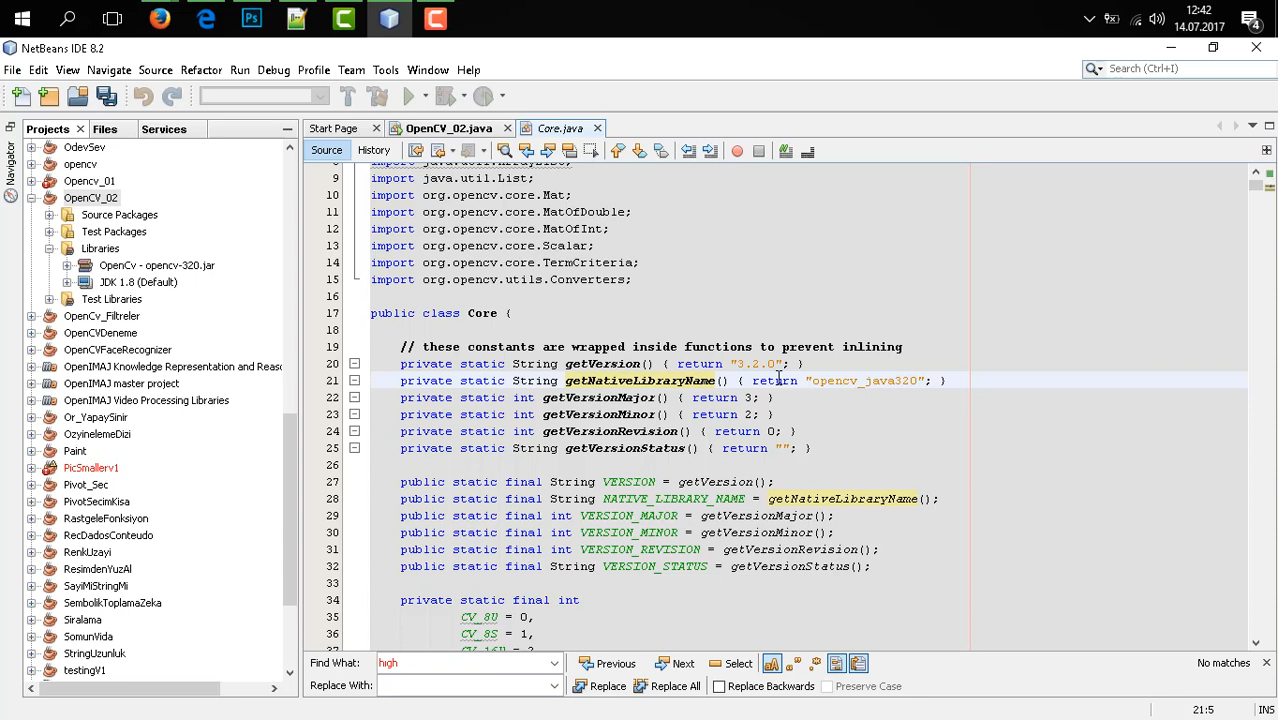 12:42
14.07.2017
4
NetBeans IDE 8.2
File Edit View Navigate Source Refactor Run Debug Profile Team Tools Window Help
Search (Ctrl+I)
Projects Files Services
Start Page OpenCV_02.java Core.java
Navigator
Source History
OdevSev
opencv
Opencv_01
OpenCV_02
Source Packages
Test Packages
Libraries
OpenCv - opencv-320.jar
JDK 1.8 (Default)
Test Libraries
OpenCv_Filtreler
OpenCVDeneme
OpenCVFaceRecognizer
OpenIMAJ Knowledge Representation and Reasoning
OpenIMAJ master project
OpenIMAJ Video Processing Libraries
Or_YapaySinir
OzyinelemeDizi
Paint
PicSmallerv1
Pivot_Sec
PivotSecimKisa
RastgeleFonksiyon
RecDadosConteudo
RenkUzayi
ResimdenYuzAl
SayiMiStringMi
SembolikToplamaZeka
Siralama
SomunVida
StringUzunluk
testingV1
9 import java.util.List;
10 import org.opencv.core.Mat;
11 import org.opencv.core.MatOfDouble;
12 import org.opencv.core.MatOfInt;
13 import org.opencv.core.Scalar;
14 import org.opencv.core.TermCriteria;
15 import org.opencv.utils.Converters;
16
17 public class Core {
18
19 // these constants are wrapped inside functions to prevent inlining
20 private static String getVersion() { return "3.2.0"; }
21 private static String getNativeLibraryName() { return "opencv_java320"; }
22 private static int getVersionMajor() { return 3; }
23 private static int getVersionMinor() { return 2; }
24 private static int getVersionRevision() { return 0; }
25 private static String getVersionStatus() { return ""; }
26
27 public static final String VERSION = getVersion();
28 public static final String NATIVE_LIBRARY_NAME = getNativeLibraryName();
29 public static final int VERSION_MAJOR = getVersionMajor();
30 public static final int VERSION_MINOR = getVersionMinor();
31 public static final int VERSION_REVISION = getVersionRevision();
32 public static final String VERSION_STATUS = getVersionStatus();
33
34 private static final int
35 CV_8U = 0,
36 CV_8S = 1,
Find What: high Previous Next Select No matches
Replace With: Replace Replace All Replace Backwards Preserve Case
21:5 INS